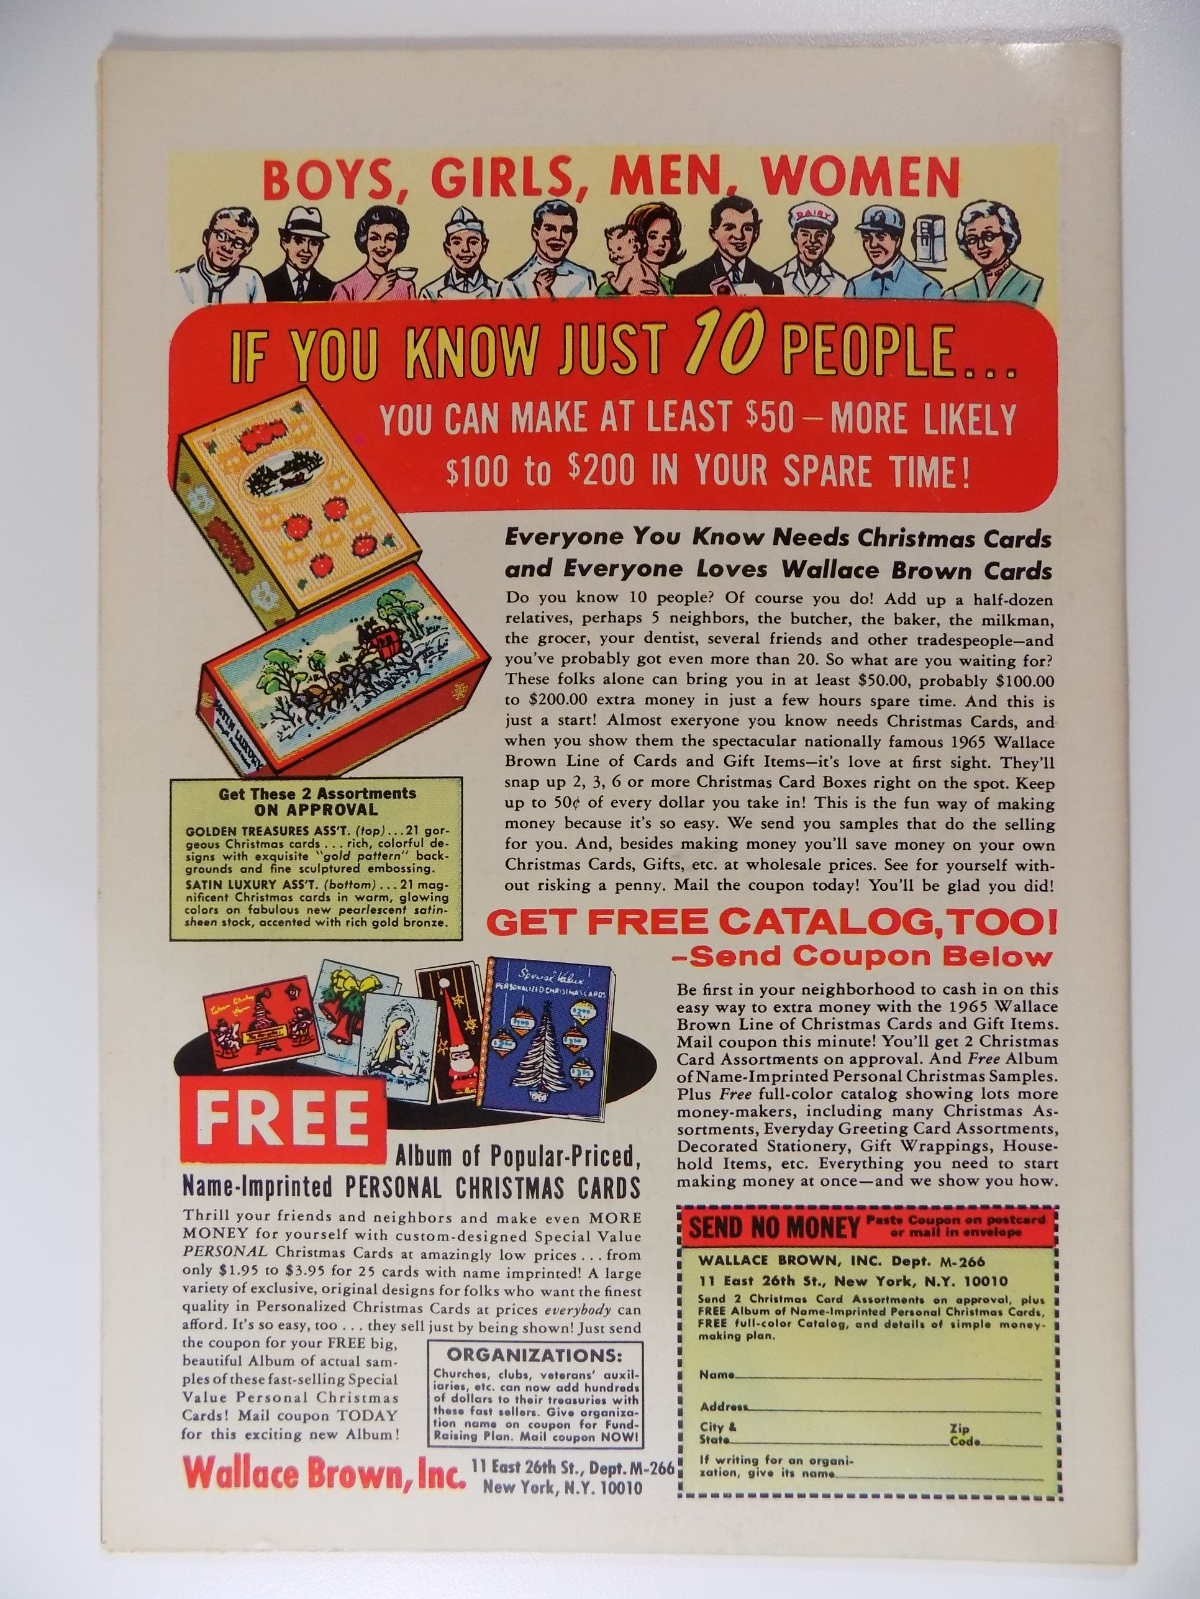 BOYS, GIRLS, MEN, WOMEN
DAIRY
IF YOU KNOW JUST 10 PEOPLE...
YOU CAN MAKE AT LEAST $50 – MORE LIKELY
$100 to $200 IN YOUR SPARE TIME!
Everyone You Know Needs Christmas Cards
and Everyone Loves Wallace Brown Cards
Do you know 10 people? Of course you do! Add up a half-dozen
relatives, perhaps 5 neighbors, the butcher, the baker, the milkman,
the grocer, your dentist, several friends and other tradespeople—and
you've probably got even more than 20. So what are you waiting for?
These folks alone can bring you in at least $50.00, probably $100.00
to $200.00 extra money in just a few hours spare time. And this is
just a start! Almost exeryone you know needs Christmas Cards, and
when you show them the spectacular nationally famous 1965 Wallace
Brown Line of Cards and Gift Items—it's love at first sight. They'll
snap up 2, 3, 6 or more Christmas Card Boxes right on the spot. Keep
up to 50¢ of every dollar you take in! This is the fun way of making
money because it's so easy. We send you samples that do the selling
for you. And, besides making money you'll save money on your own
Christmas Cards, Gifts, etc. at wholesale prices. See for yourself with-
out risking a penny. Mail the coupon today! You'll be glad you did!
SATIN LUXURY
Get These 2 Assortments
ON APPROVAL
GOLDEN TREASURES ASS'T. (top)...21 gor-
geous Christmas cards ... rich, colorful de-
signs with exquisite "gold pattern" back-
grounds and fine sculptured embossing.
SATIN LUXURY ASS'T. (bottom)...21 mag-
nificent Christmas cards in warm, glowing
colors on fabulous new pearlescent satin-
sheen stock, accented with rich gold bronze.
GET FREE CATALOG, TOO!
–Send Coupon Below
Special Value
PERSONALIZED CHRISTMAS CARDS
Be first in your neighborhood to cash in on this
easy way to extra money with the 1965 Wallace
Brown Line of Christmas Cards and Gift Items.
Mail coupon this minute! You'll get 2 Christmas
Card Assortments on approval. And Free Album
of Name-Imprinted Personal Christmas Samples.
Plus Free full-color catalog showing lots more
money-makers, including many Christmas As-
sortments, Everyday Greeting Card Assortments,
Decorated Stationery, Gift Wrappings, House-
hold Items, etc. Everything you need to start
making money at once—and we show you how.
FREE
Album of Popular-Priced,
Name-Imprinted PERSONAL CHRISTMAS CARDS
Thrill your friends and neighbors and make even MORE
MONEY for yourself with custom-designed Special Value
PERSONAL Christmas Cards at amazingly low prices ... from
only $1.95 to $3.95 for 25 cards with name imprinted! A large
variety of exclusive, original designs for folks who want the finest
quality in Personalized Christmas Cards at prices everybody can
afford. It's so easy, too ... they sell just by being shown! Just send
the coupon for your FREE big,
beautiful Album of actual sam-
ples of these fast-selling Special
Value Personal Christmas
Cards! Mail coupon TODAY
for this exciting new Album!
ORGANIZATIONS:
Churches, clubs, veterans' auxil-
iaries, etc. can now add hundreds
of dollars to their treasuries with
these fast sellers. Give organiza-
tion name on coupon for Fund-
Raising Plan. Mail coupon NOW!
Wallace Brown, Inc. 11 East 26th St., Dept. M-266
New York, N.Y. 10010
SEND NO MONEY Paste Coupon on postcard
or mail in envelope
WALLACE BROWN, INC. Dept. M-266
11 East 26th St., New York, N.Y. 10010
Send 2 Christmas Card Assortments on approval, plus
FREE Album of Name-Imprinted Personal Christmas Cards,
FREE full-color Catalog, and details of simple money-
making plan.
Name
Address
City & Zip
State Code
If writing for an organi-
zation, give its name